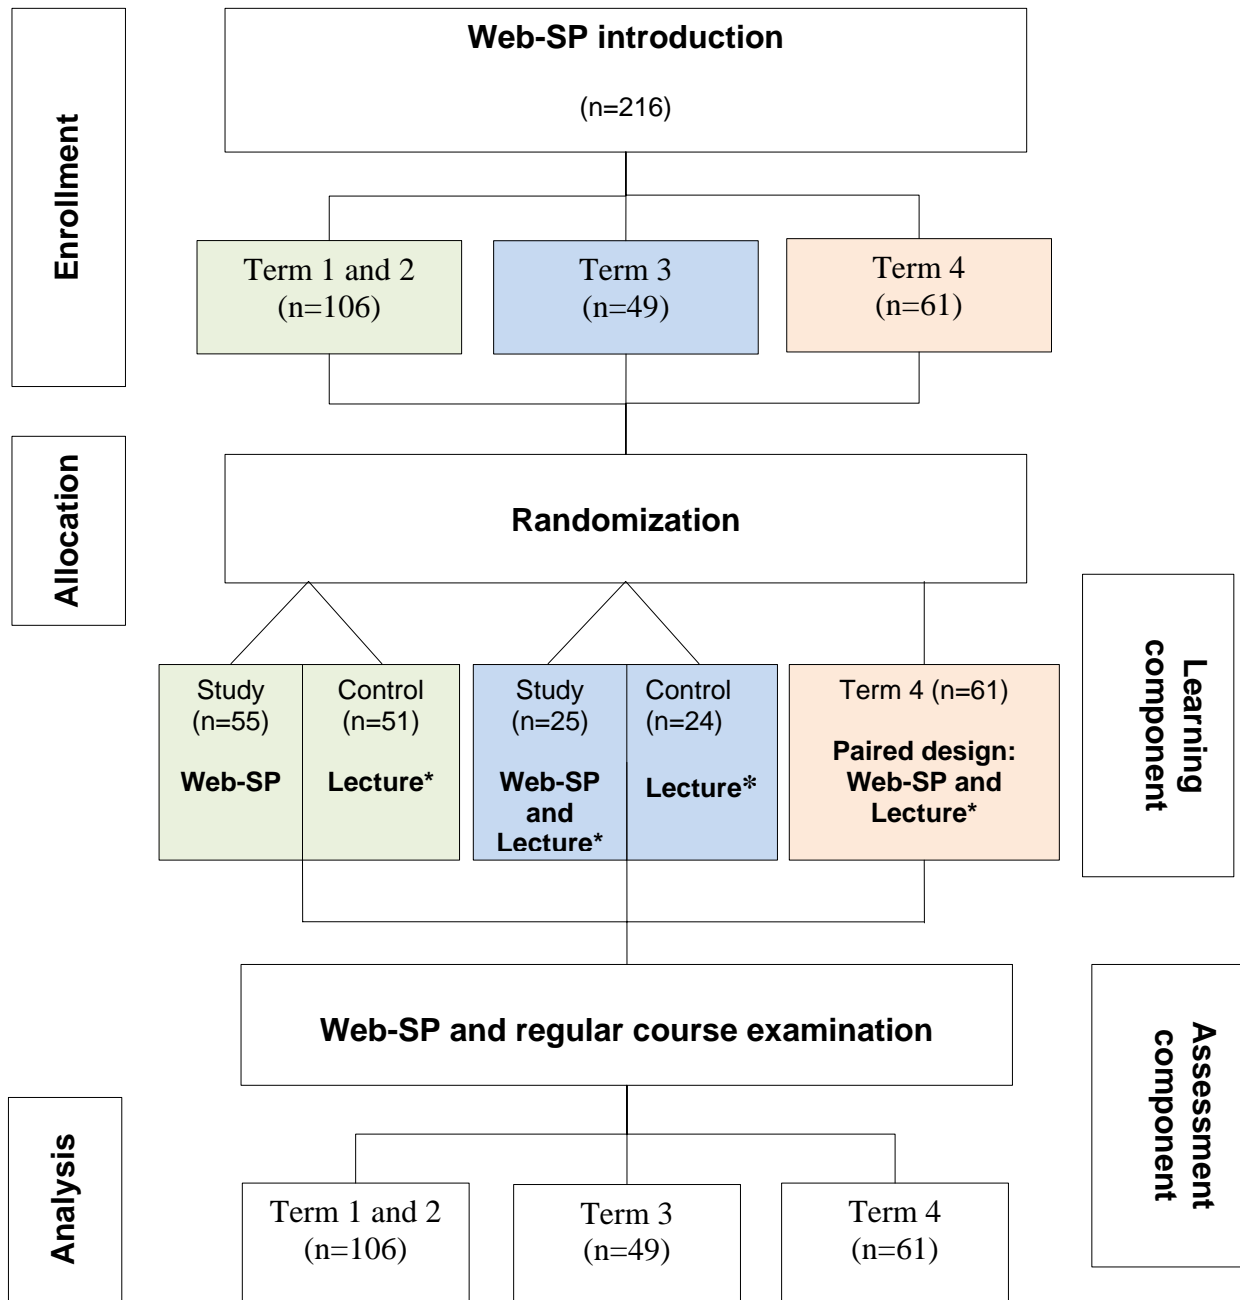 Enrollment
Web-SP introduction
(n=216)
Term 1 and 2
(n=106)
Term 3
(n=49)
Term 4
(n=61)
Allocation
Randomization
Learning
component
Study
(n=55)
Web-SP
Control
(n=51)
Lecture*
Study
(n=25)
Web-SP
and
Lecture*
Control
(n=24)
Lecture*
Term 4 (n=61)
Paired design:
Web-SP and
Lecture*
Web-SP and regular course examination
Assessment
component
Analysis
Term 1 and 2
(n=106)
Term 3
(n=49)
Term 4
(n=61)